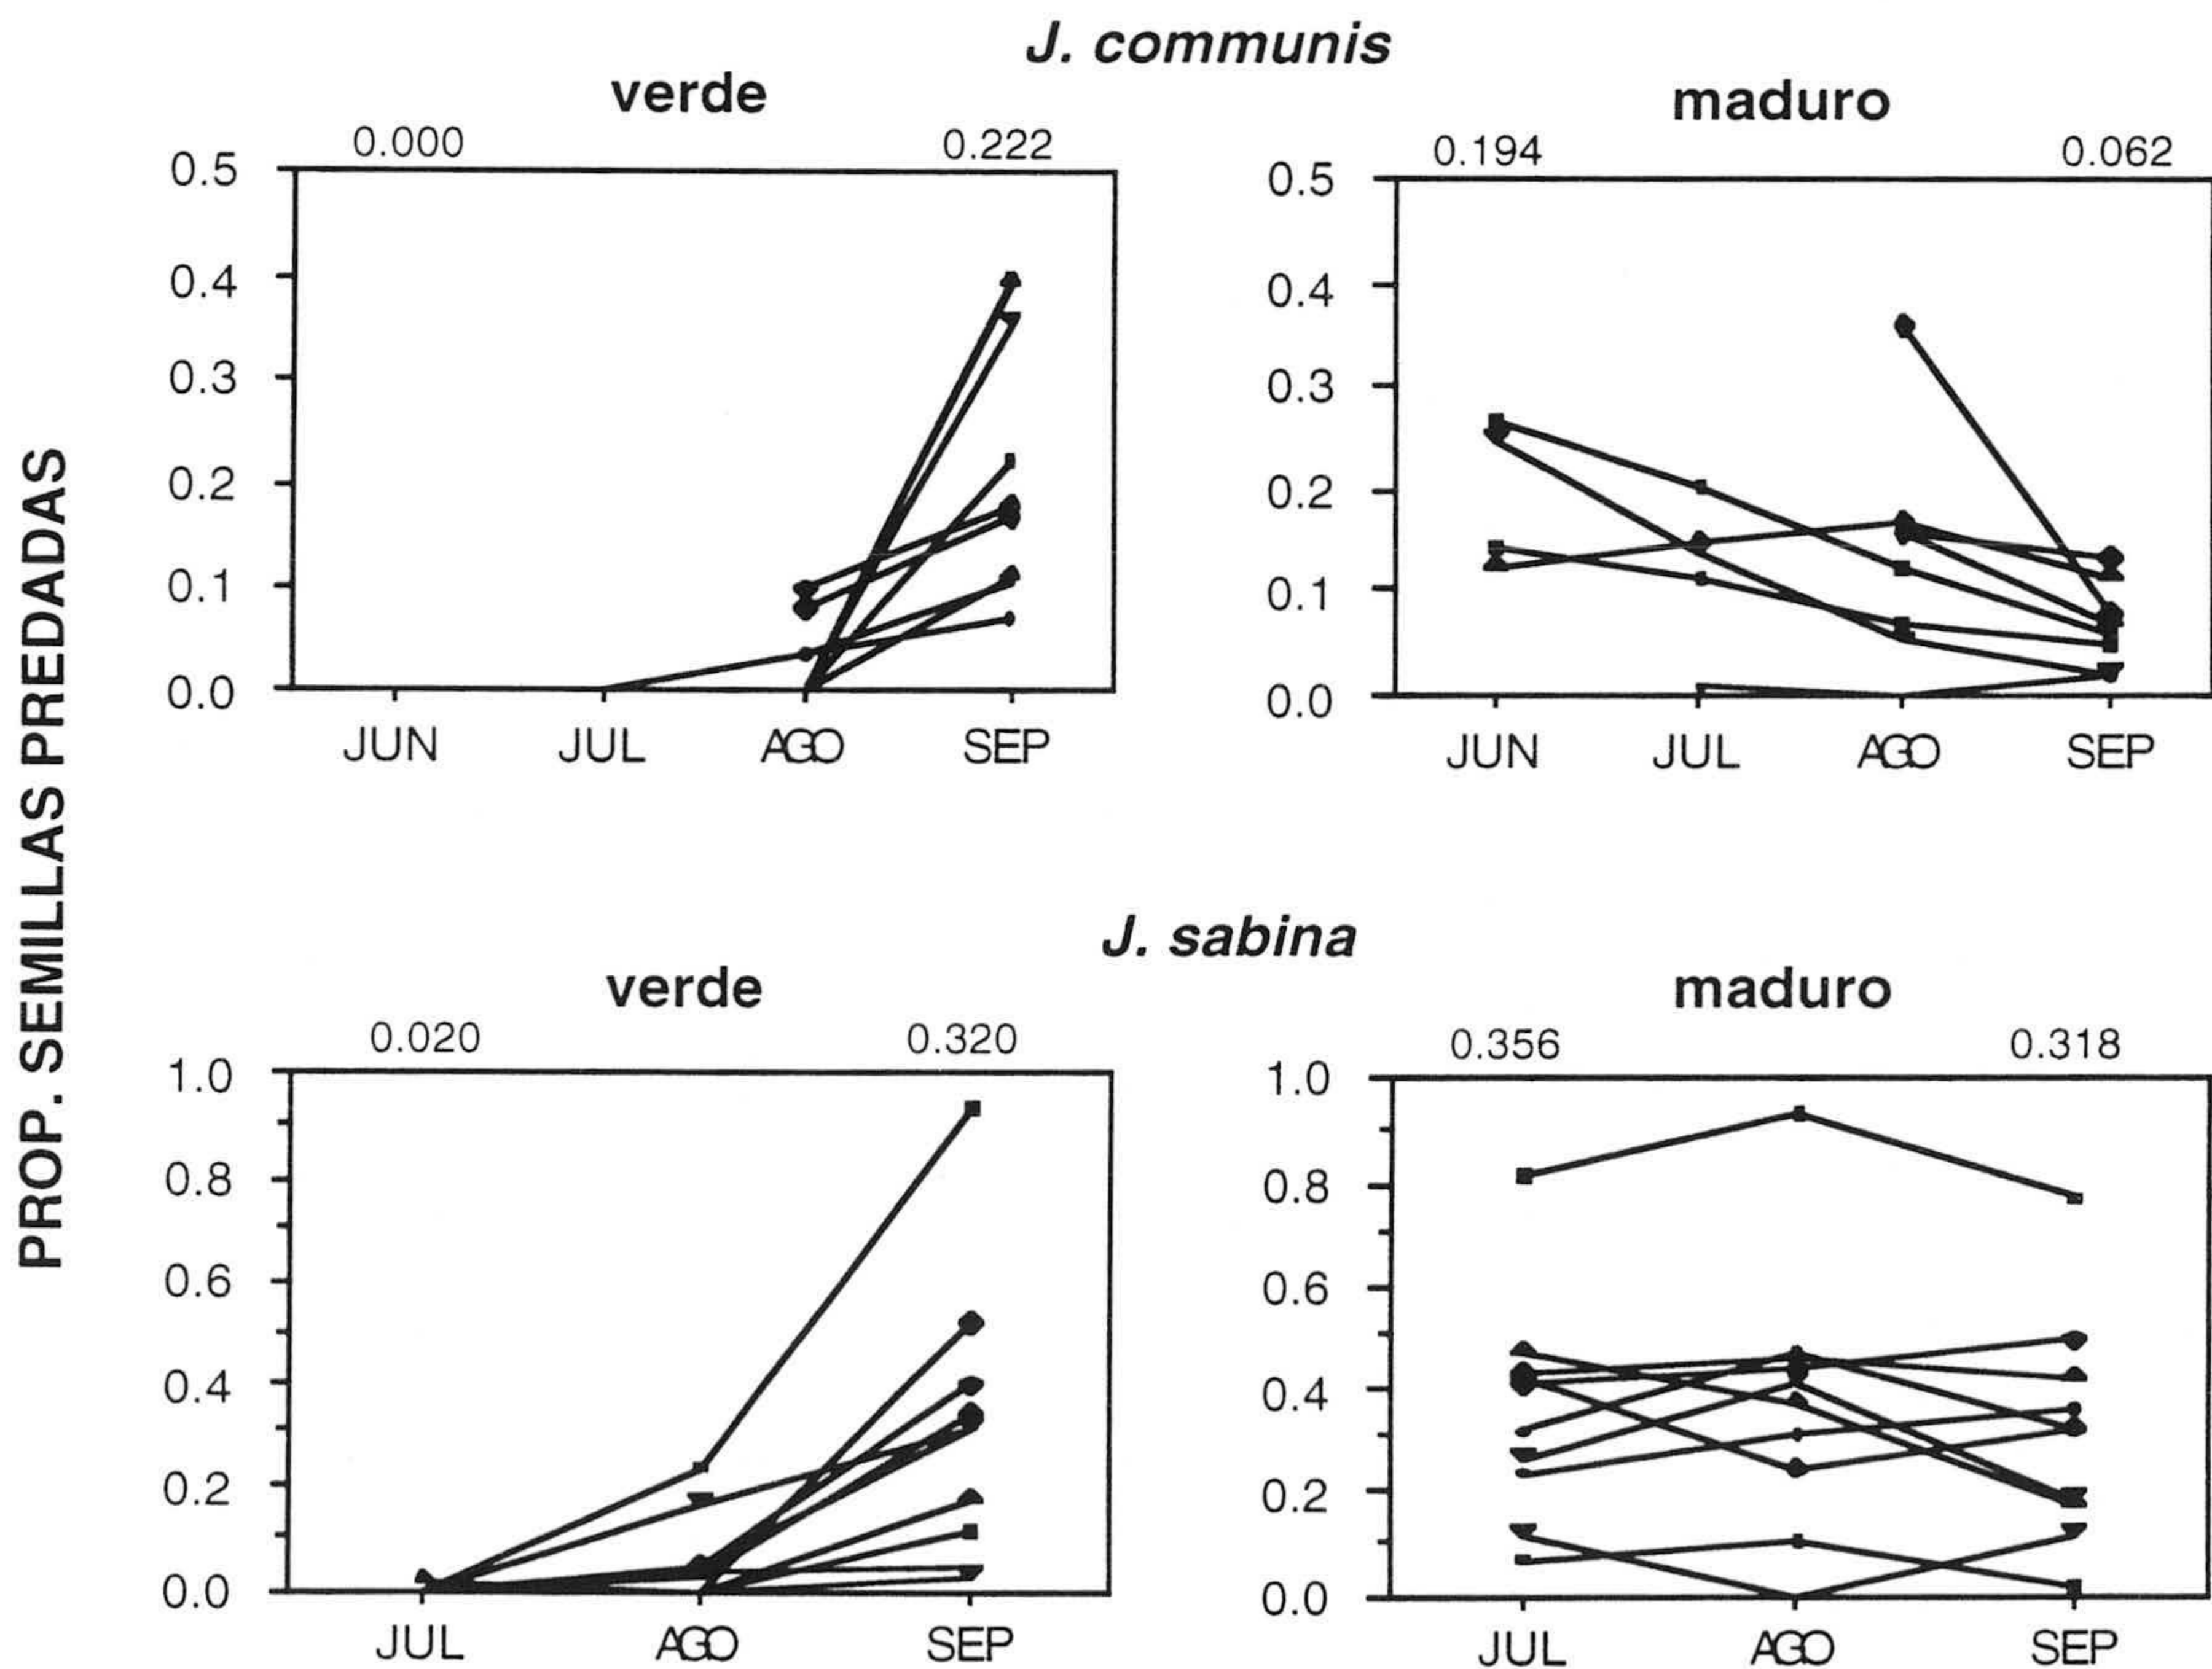 PROP. SEMILLAS PREDADAS
J. communis
verde
0.000 0.222
0.5
0.4
0.3
0.2
0.1
0.0
JUN JUL AGO SEP
maduro
0.194 0.062
0.5
0.4
0.3
0.2
0.1
0.0
JUN JUL AGO SEP
J. sabina
verde
0.020 0.320
1.0
0.8
0.6
0.4
0.2
0.0
JUL AGO SEP
maduro
0.356 0.318
1.0
0.8
0.6
0.4
0.2
0.0
JUL AGO SEP